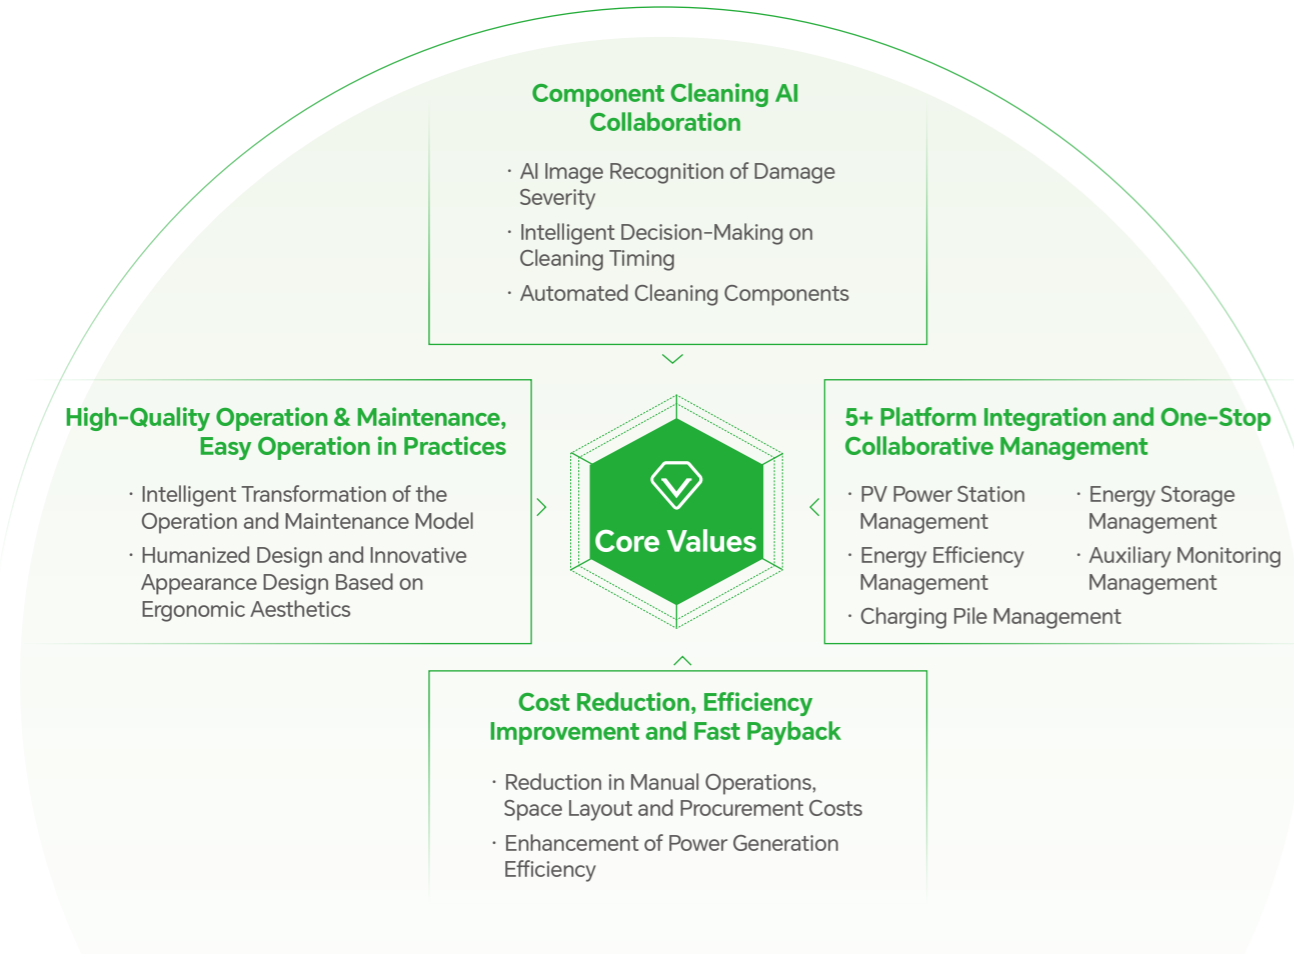 Component Cleaning AI
Collaboration
· AI Image Recognition of Damage
Severity
· Intelligent Decision-Making on
Cleaning Timing
· Automated Cleaning Components
High-Quality Operation & Maintenance,
Easy Operation in Practices
· Intelligent Transformation of the
Operation and Maintenance Model
· Humanized Design and Innovative
Appearance Design Based on
Ergonomic Aesthetics
Core Values
5+ Platform Integration and One-Stop
Collaborative Management
· PV Power Station
Management
· Energy Storage
Management
· Energy Efficiency
Management
· Auxiliary Monitoring
Management
· Charging Pile Management
Cost Reduction, Efficiency
Improvement and Fast Payback
· Reduction in Manual Operations,
Space Layout and Procurement Costs
· Enhancement of Power Generation
Efficiency